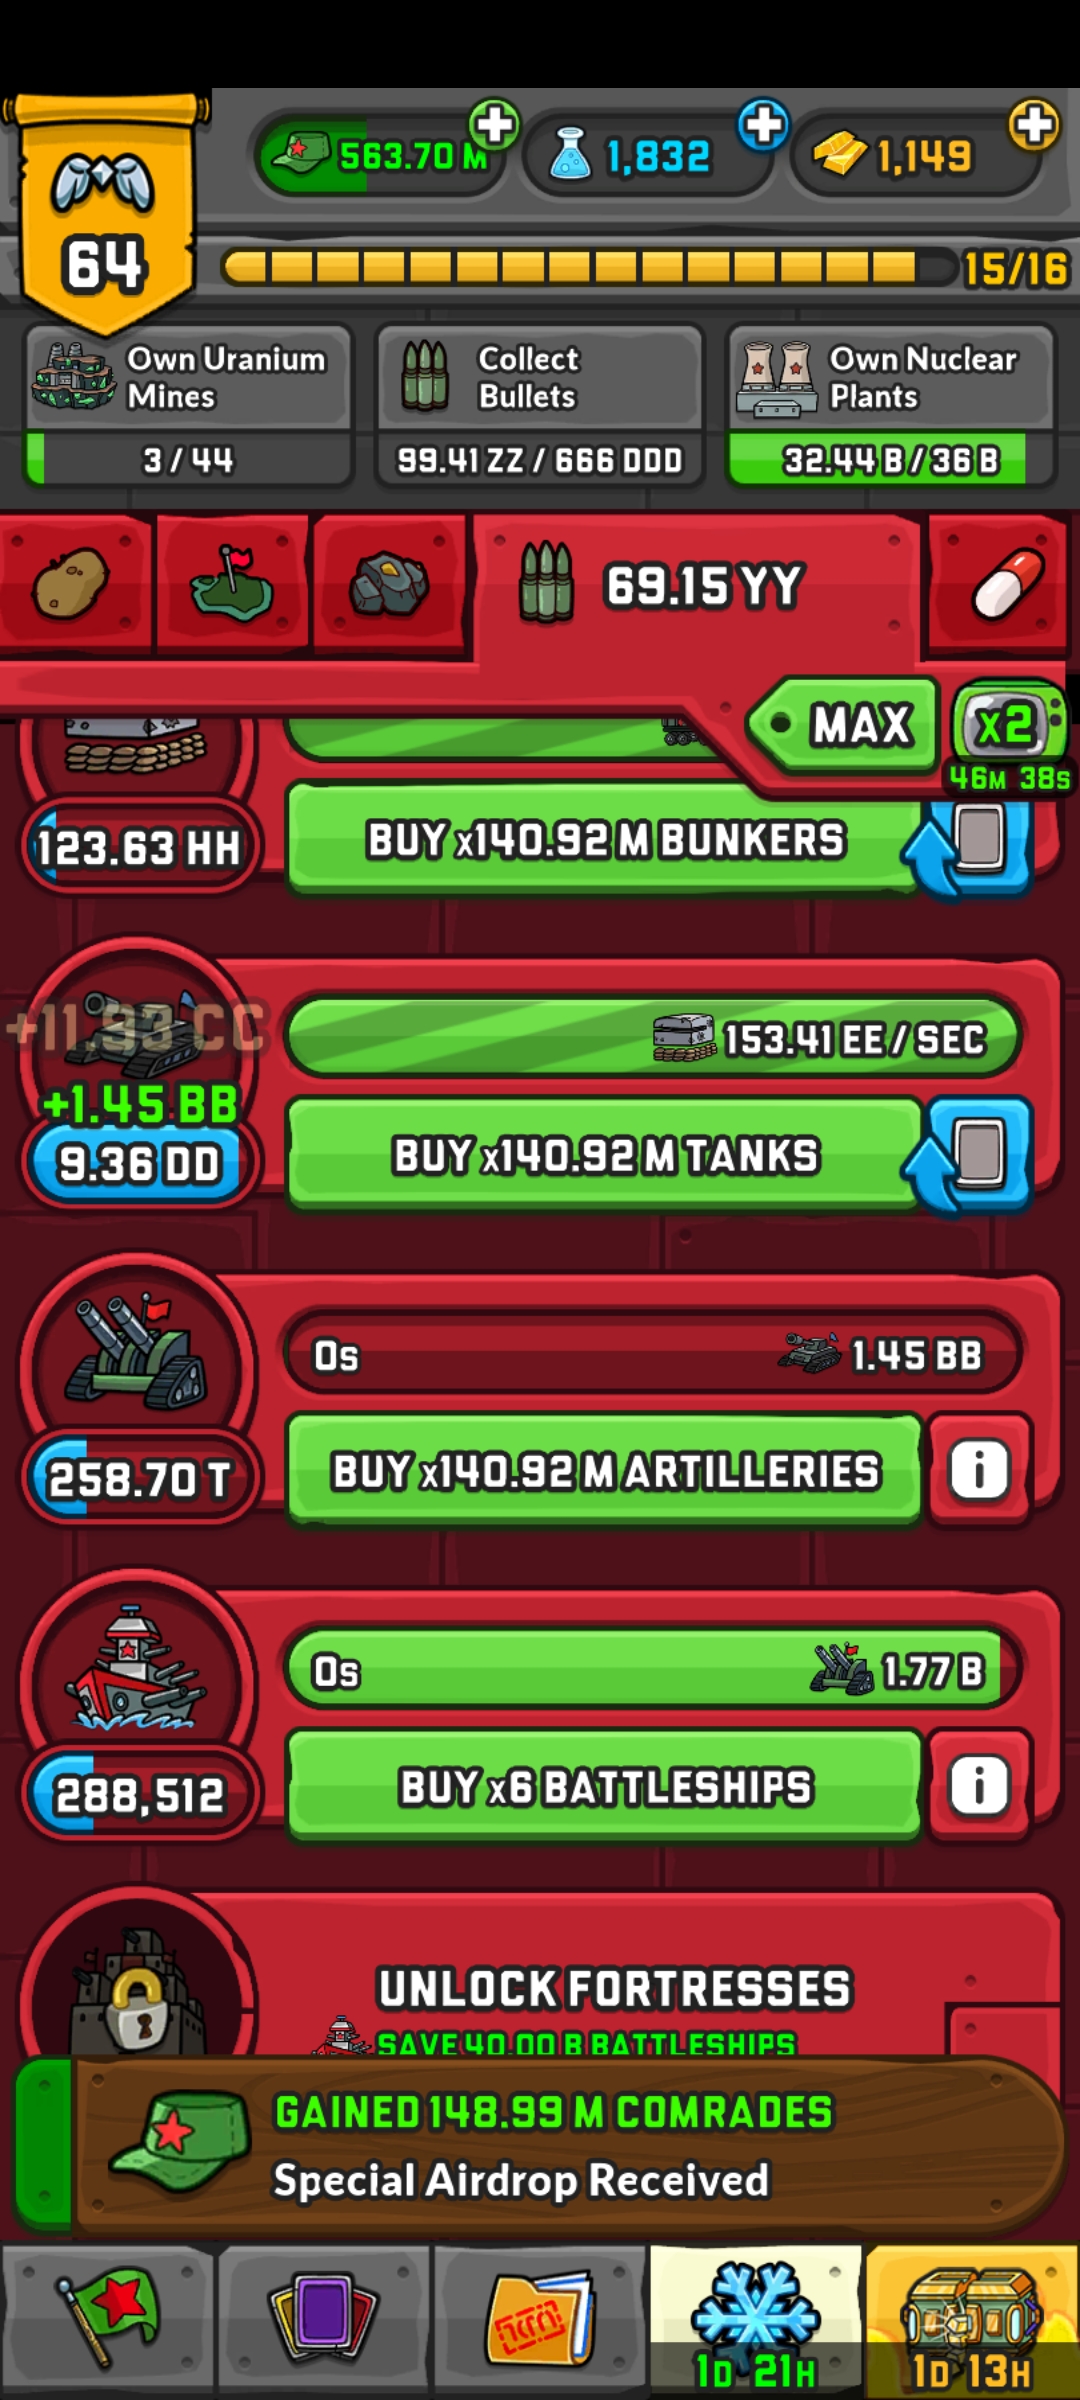 563.70 M
1,832
1,149
64
15/16
Own Uranium
Mines
3 / 44
Collect
Bullets
99.41 ZZ / 666 DDD
Own Nuclear
Plants
32.44 B / 36 B
69.15 YY
MAX
x2
46M 38S
123.63 HH
BUY x140.92 M BUNKERS
+11.93 CC
+1.45 BB
9.36 DD
153.41 EE / SEC
BUY x140.92 M TANKS
0s
1.45 BB
258.70 T
BUY x140.92 M ARTILLERIES
i
0s
1.77 B
288,512
BUY x6 BATTLESHIPS
i
UNLOCK FORTRESSES
SAVE 40.00 B BATTLESHIPS
GAINED 148.99 M COMRADES
Special Airdrop Received
1D 21H
1D 13H